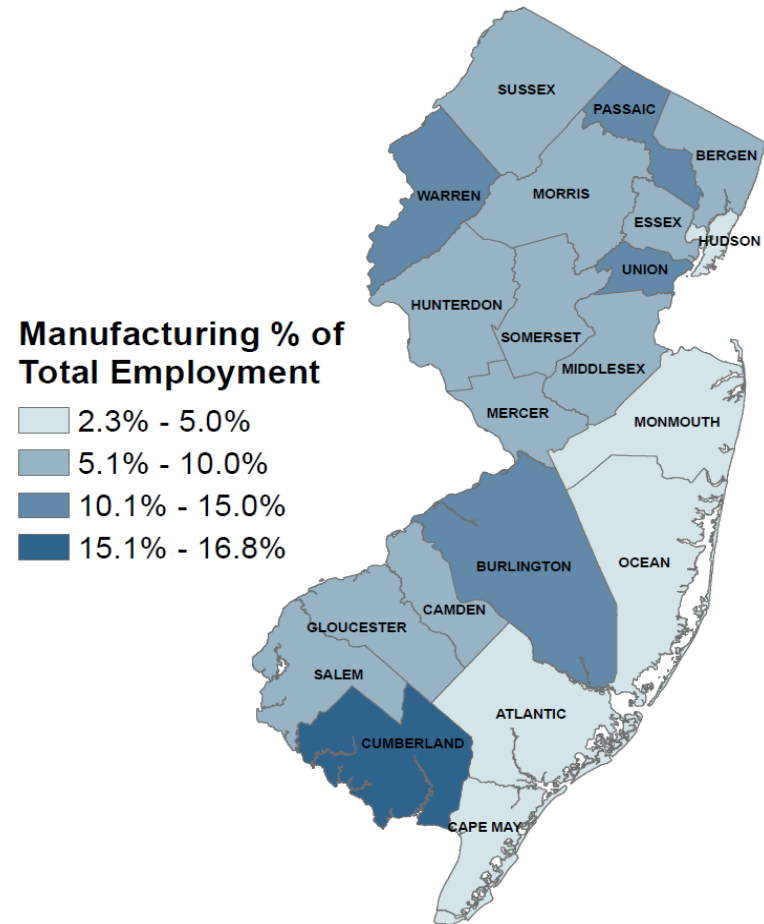 SUSSEX
PASSAIC
BERGEN
WARREN
MORRIS
ESSEX
HUDSON
UNION
HUNTERDON
SOMERSET
MIDDLESEX
MERCER
MONMOUTH
Manufacturing % of
Total Employment
2.3% - 5.0%
5.1% - 10.0%
10.1% - 15.0%
15.1% - 16.8%
BURLINGTON
OCEAN
CAMDEN
GLOUCESTER
SALEM
ATLANTIC
CUMBERLAND
CAPE MAY